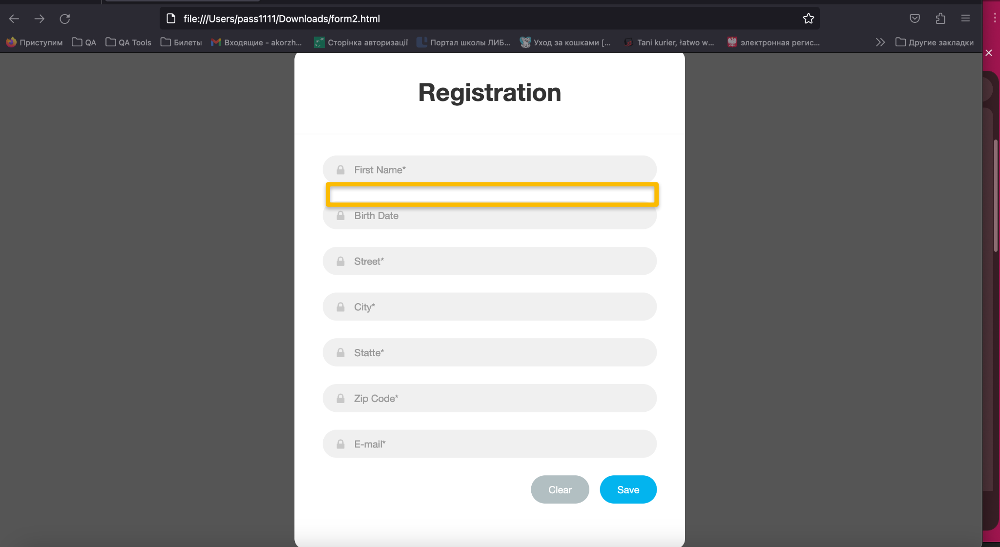 file:///Users/pass1111/Downloads/form2.html
Приступим QA QA Tools Билеты Входящие - akorzh... Сторінка авторизації Портал школы ЛИБ... Уход за кошками [... Tani kurier, łatwo w... электронная регис... Другие закладки
Registration
First Name*
Birth Date
Street*
City*
Statte*
Zip Code*
E-mail*
Clear Save